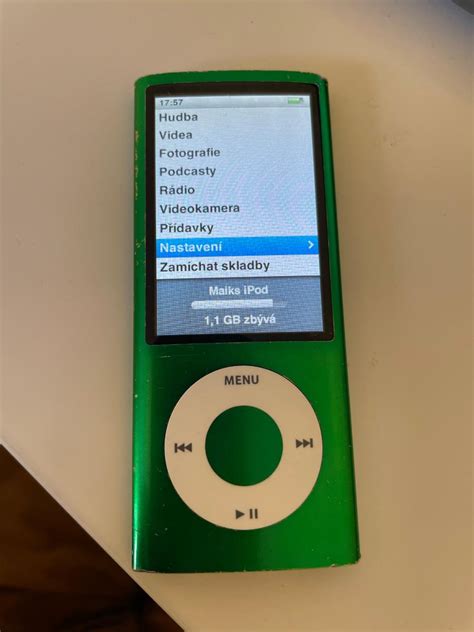 17:57
Hudba
Videa
Fotografie
Podcasty
Rádio
Videokamera
Přídavky
Nastavení
Zamíchat skladby
Maiks iPod
1,1 GB zbývá
MENU